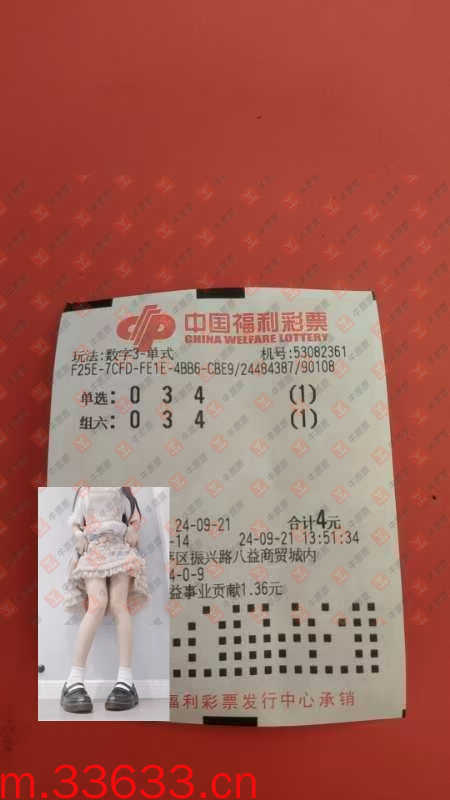 中国福利彩票
CHINA WELFARE LOTTERY
玩法:数字3-单式 机号:53082361
F25E-7CFD-FE1E-4BB6-CBE9/24484387/90108
单选:0 3 4 (1)
组六:0 3 4 (1)
24-09-21 合计4元
-14 24-09-21 13:51:34
区振兴路八益商贸城内
4-0-9
益事业贡献1.36元
福利彩票发行中心承销
m.33633.cn